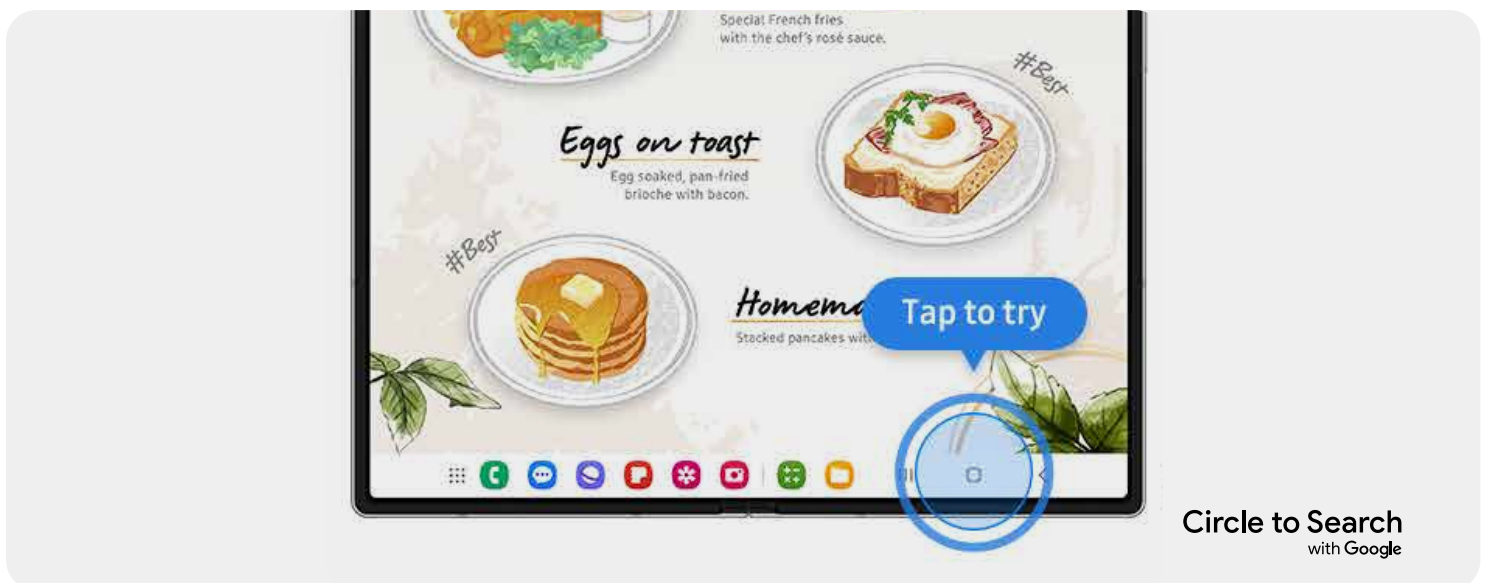 Special French fries
with the chef's rosé sauce.
#Best
Eggs on toast
Egg soaked, pan-fried
brioche with bacon.
#Best
Homema
Stacked pancakes with
Tap to try
Circle to Search
with Google